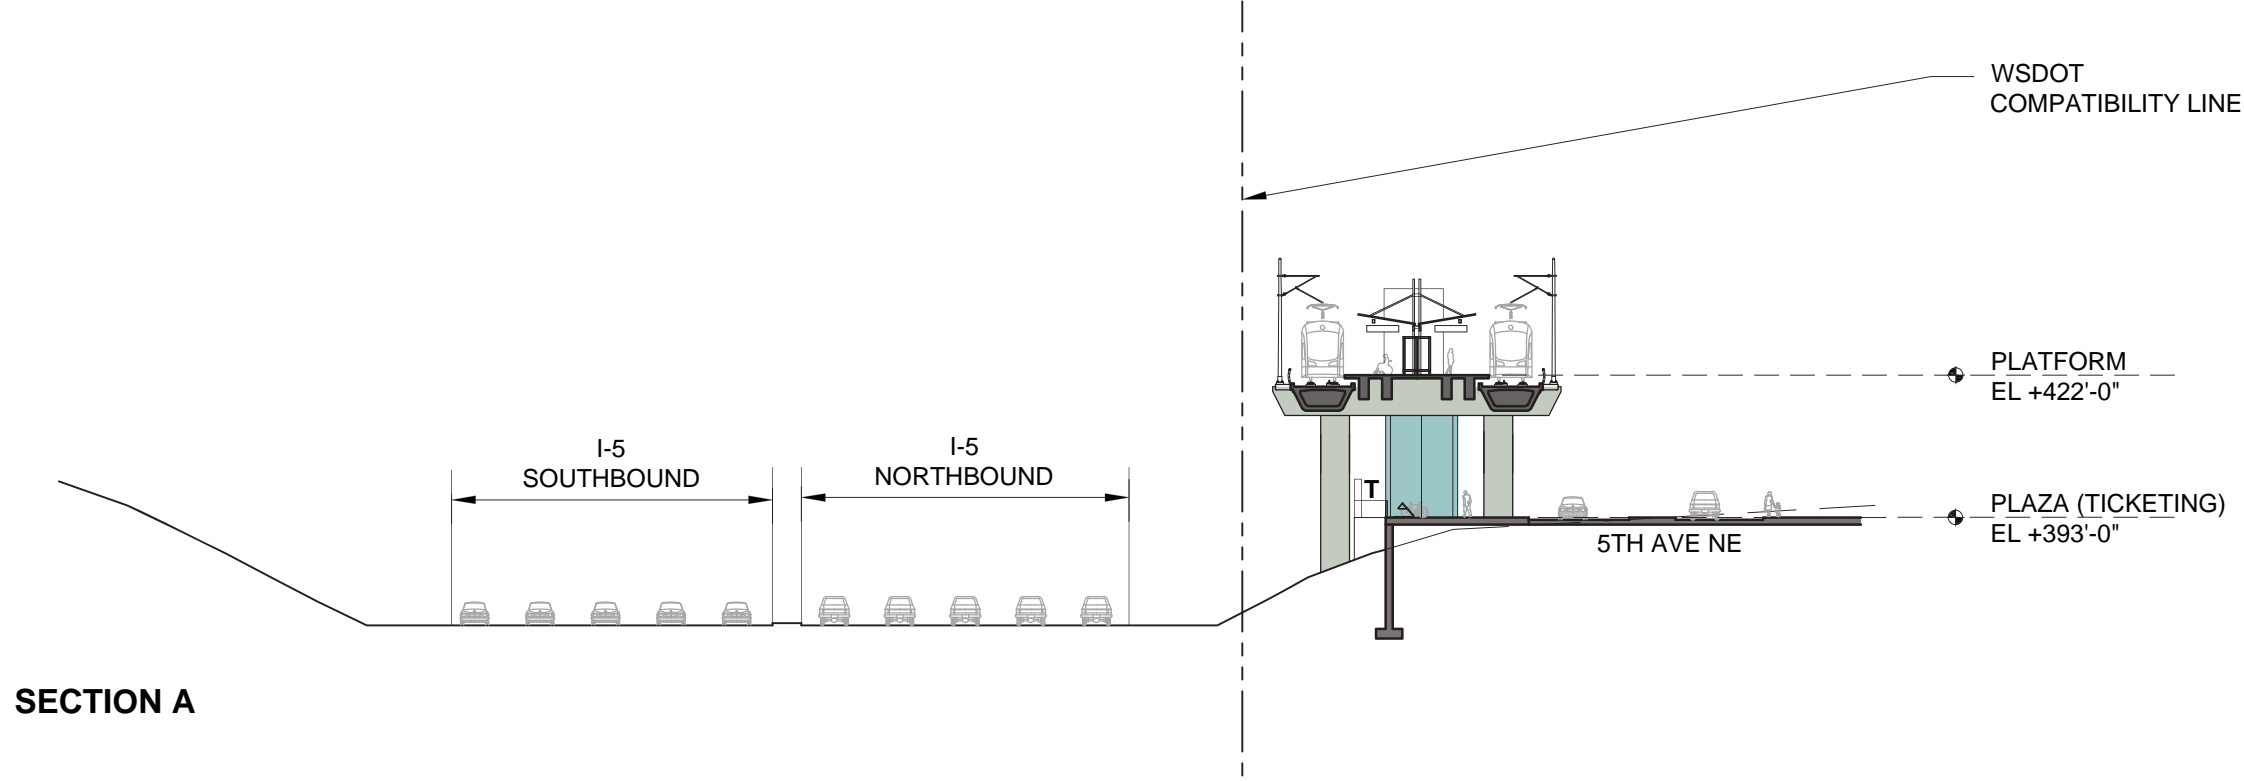 WSDOT
COMPATIBILITY LINE
PLATFORM
EL +422'-0"
I-5
SOUTHBOUND
I-5
NORTHBOUND
T
PLAZA (TICKETING)
EL +393'-0"
5TH AVE NE
SECTION A